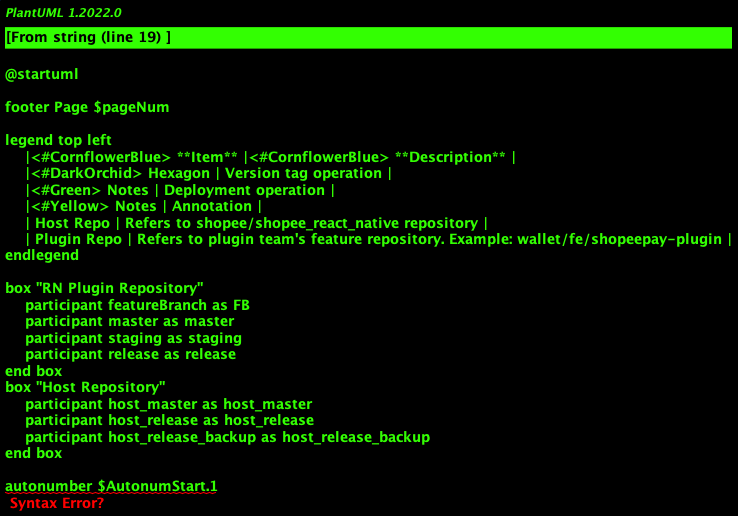 PlantUML 1.2022.0
[From string (line 19) ]
@startuml
footer Page $pageNum
legend top left
|<#CornflowerBlue> **Item** |<#CornflowerBlue> **Description** |
|<#DarkOrchid> Hexagon | Version tag operation |
|<#Green> Notes | Deployment operation |
|<#Yellow> Notes | Annotation |
| Host Repo | Refers to shopee/shopee_react_native repository |
| Plugin Repo | Refers to plugin team's feature repository. Example: wallet/fe/shopeepay-plugin |
endlegend
box "RN Plugin Repository"
participant featureBranch as FB
participant master as master
participant staging as staging
participant release as release
end box
box "Host Repository"
participant host_master as host_master
participant host_release as host_release
participant host_release_backup as host_release_backup
end box
autonumber $AutonumStart.1
Syntax Error?